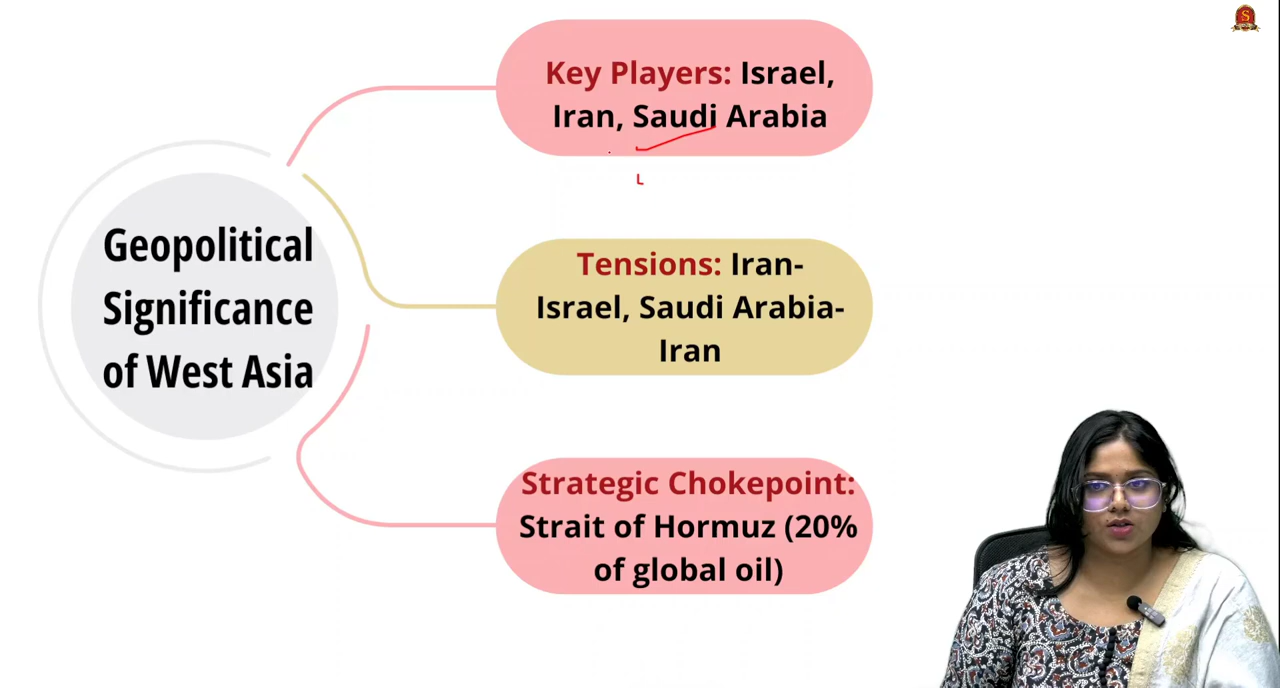 Geopolitical
Significance
of West Asia
Key Players: Israel,
Iran, Saudi Arabia
Tensions: Iran-
Israel, Saudi Arabia-
Iran
Strategic Chokepoint:
Strait of Hormuz (20%
of global oil)